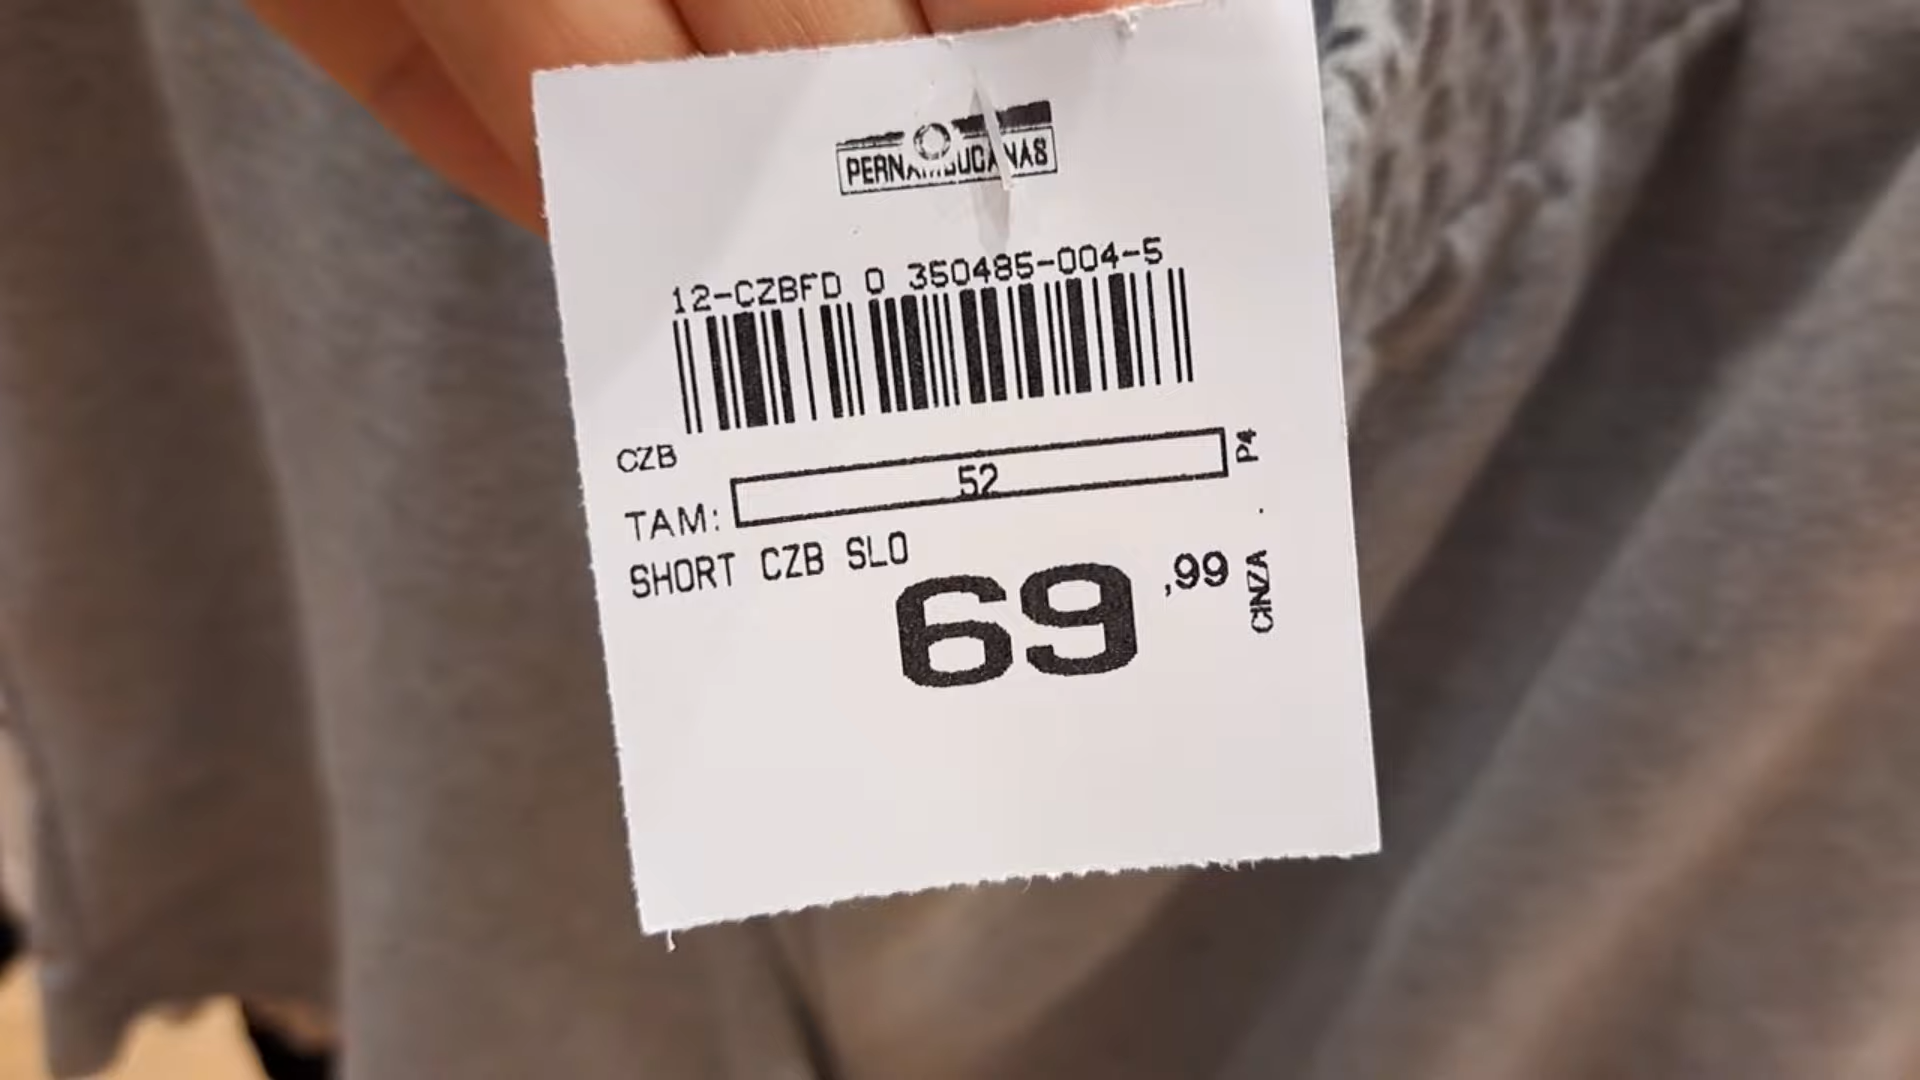 PERNAMBUCANAS
12-CZBFD 0 350485-004-5
CZB
P4
TAM: 52
SHORT CZB SLO
69,99
CINZA .